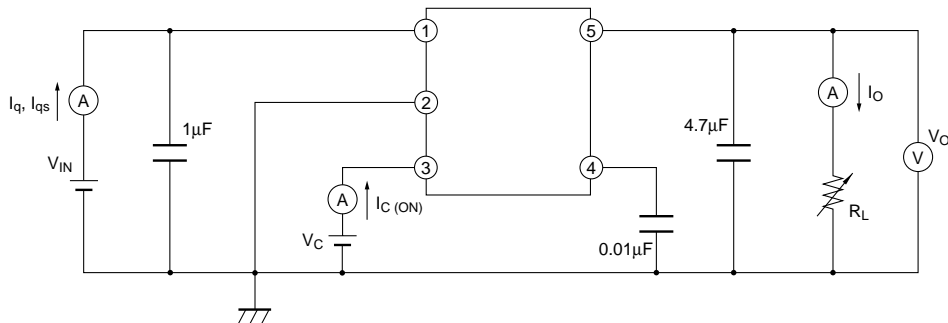 1
5
Iq, Iqs
A
A
IO
2
1µF
4.7µF
VO
VIN
3
4
V
A
IC (ON)
RL
VC
0.01µF